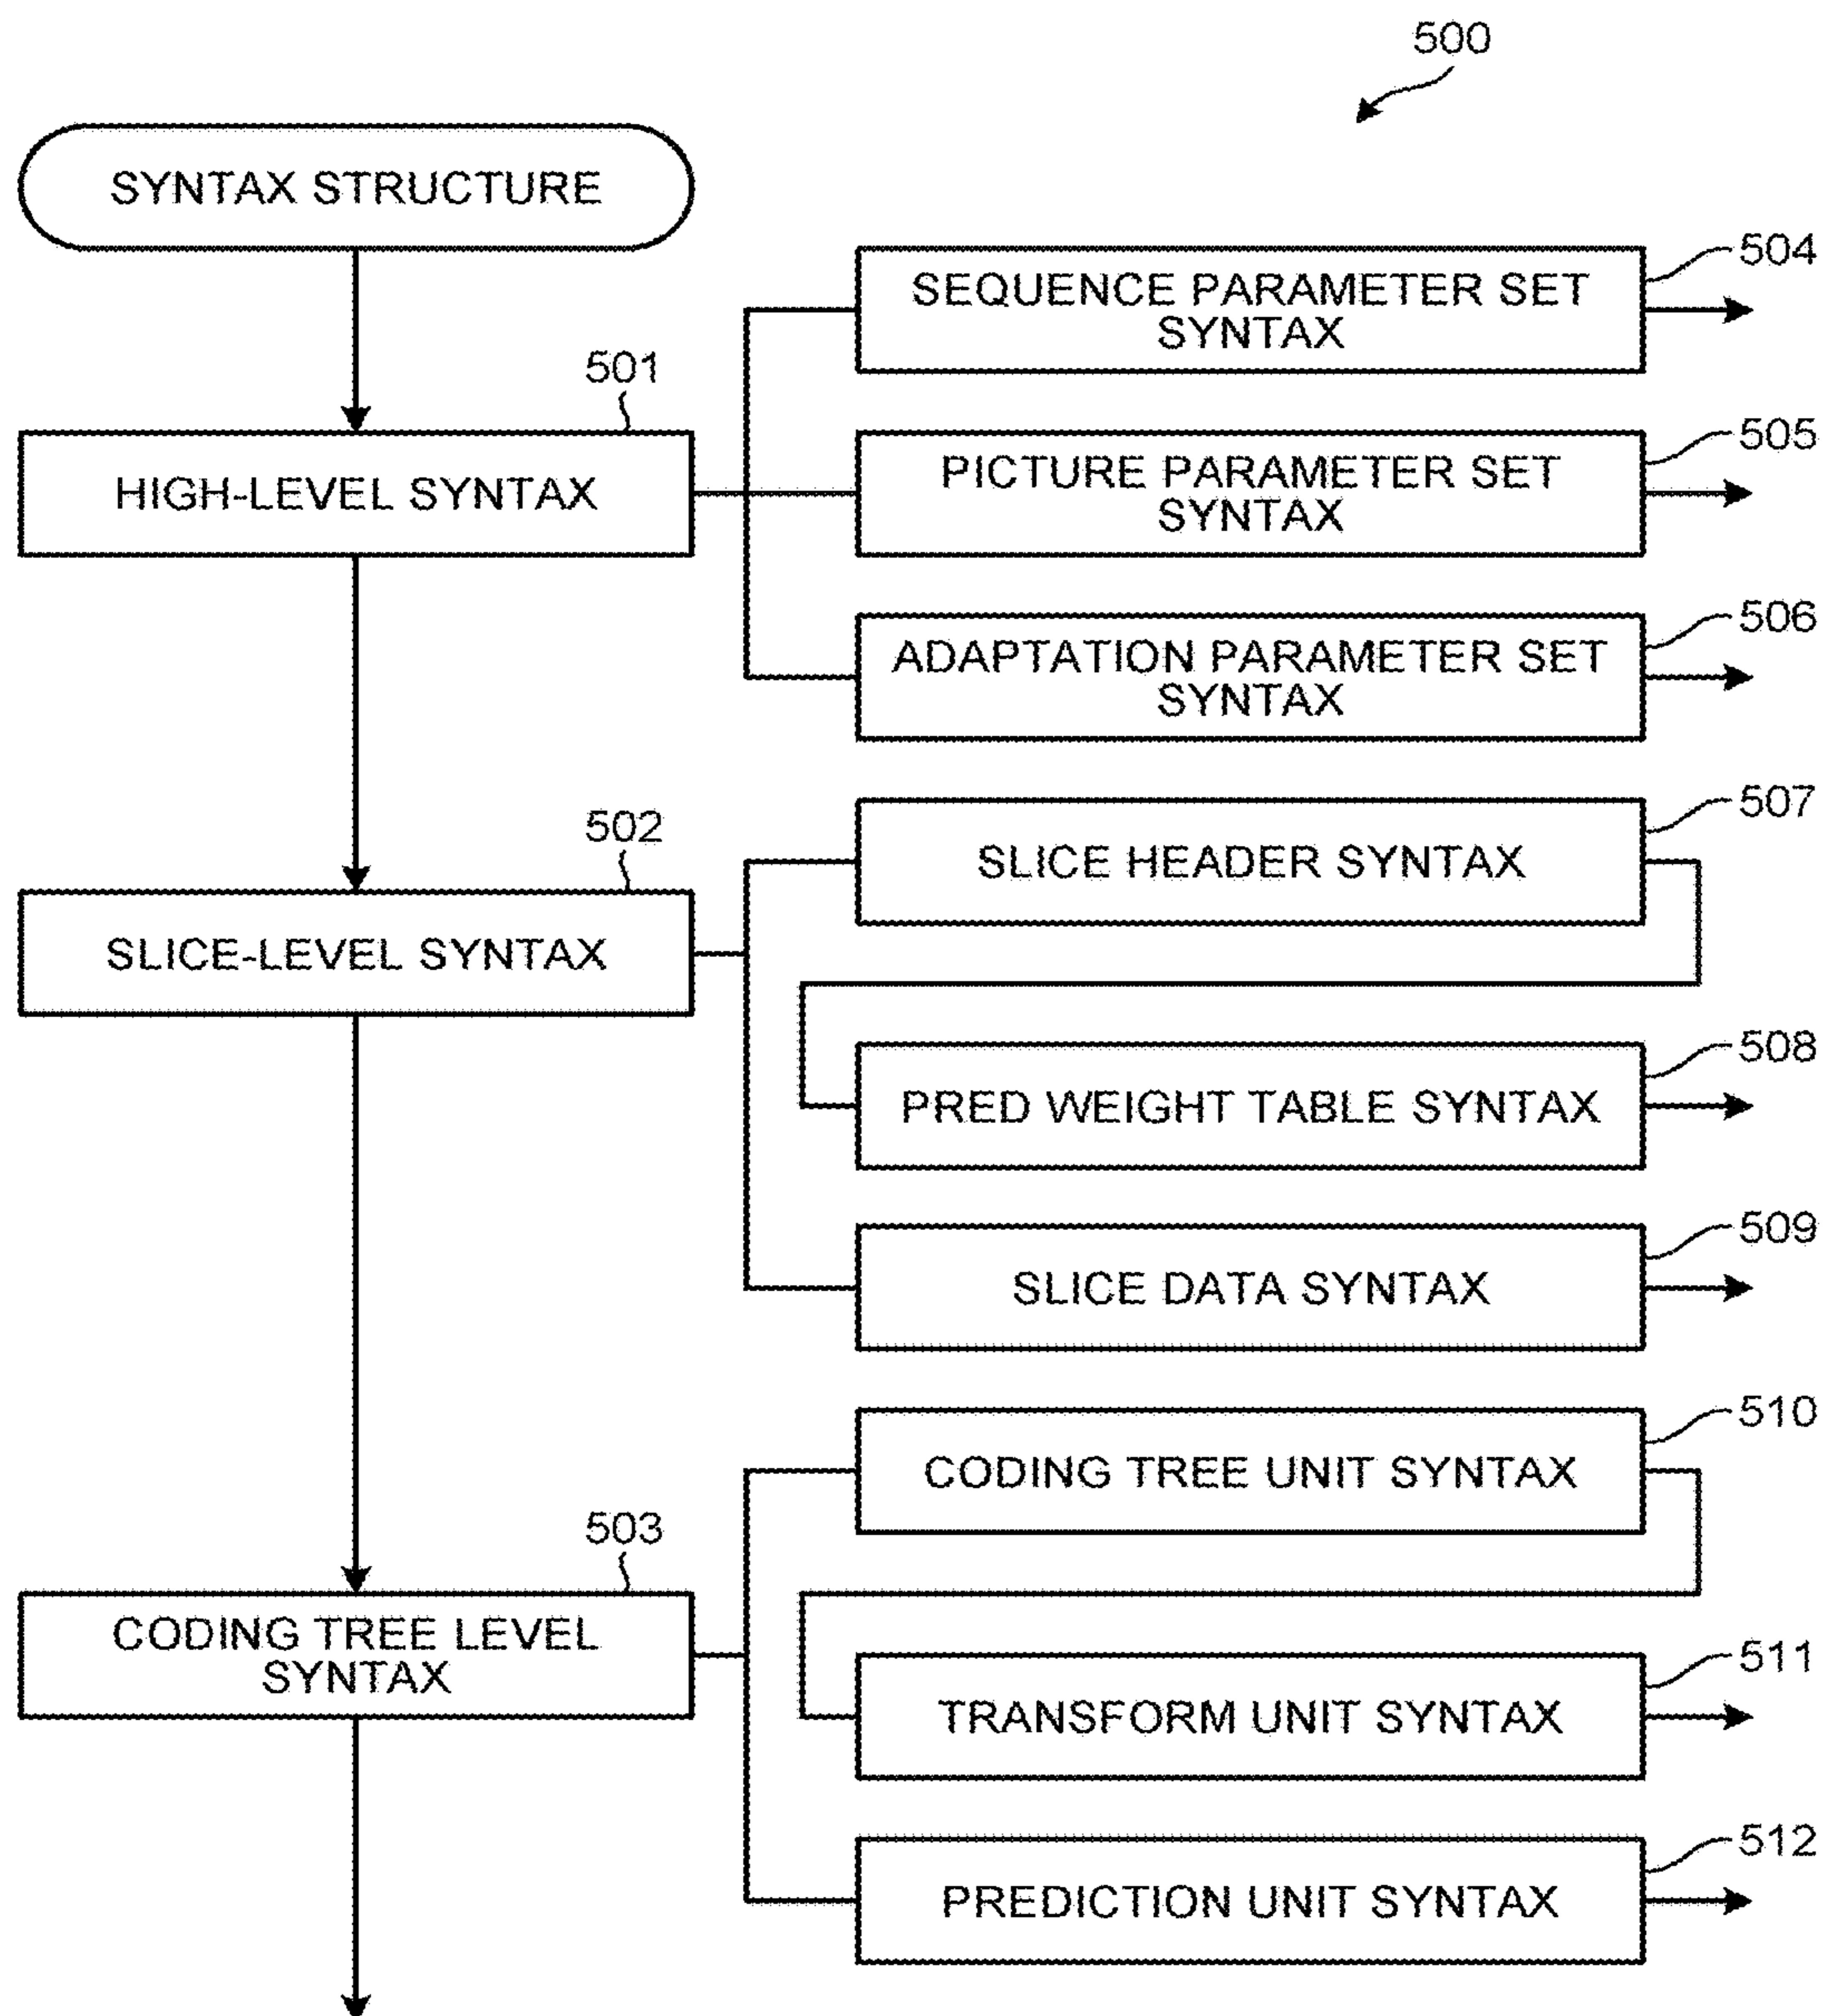 500
SYNTAX STRUCTURE
504
SEQUENCE PARAMETER SET
SYNTAX
501
HIGH-LEVEL SYNTAX
505
PICTURE PARAMETER SET
SYNTAX
506
ADAPTATION PARAMETER SET
SYNTAX
507
SLICE HEADER SYNTAX
502
SLICE-LEVEL SYNTAX
508
PRED WEIGHT TABLE SYNTAX
509
SLICE DATA SYNTAX
510
CODING TREE UNIT SYNTAX
503
CODING TREE LEVEL
SYNTAX
511
TRANSFORM UNIT SYNTAX
512
PREDICTION UNIT SYNTAX